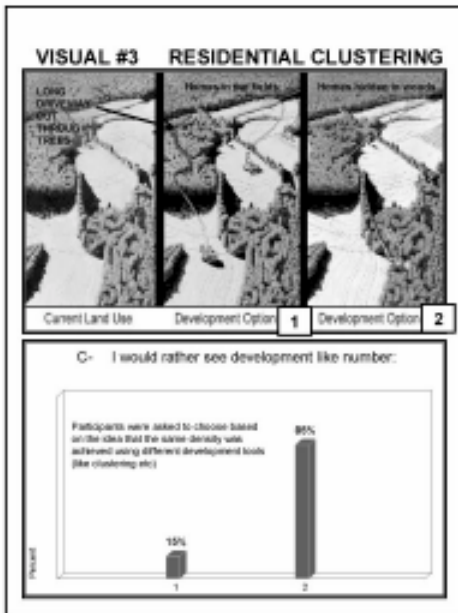 VISUAL #3 RESIDENTIAL CLUSTERING
LONG
DRIVEWAY
CUT
THROUGH
TREES
Homes in our fields
Homes hidden in woods
Current Land Use
Development Option 1
Development Option 2
C- I would rather see development like number:
Participants were asked to choose based
on the idea that the same density was
achieved using different development tools
(like clustering etc)
15%
Percent
1
2